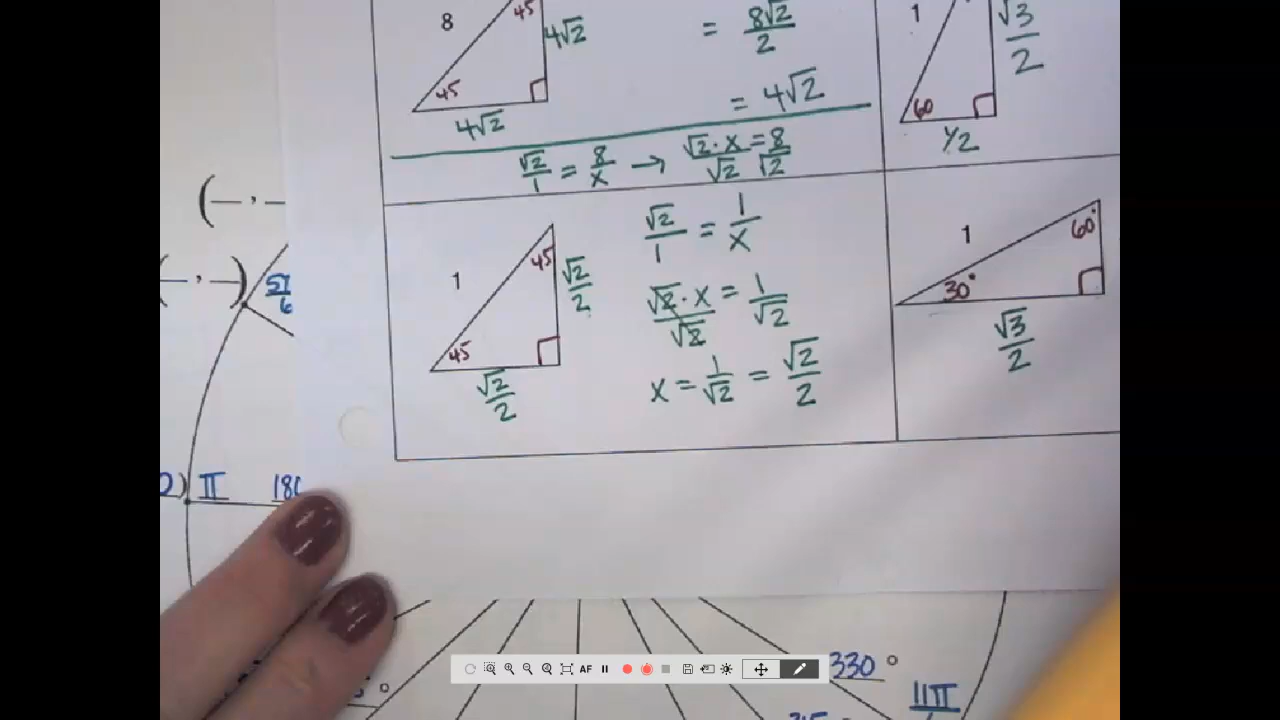 8
45
45
4√2
4√2
= 8√2/2
= 4√2
√2/1 = 8/x → √2·x/√2 = 8/√2
1
60
√3/2
1/2
1
45
45
√2/2
√2/2
√2/1 = 1/x
√2·x/√2 = 1/√2
x = 1/√2 = √2/2
1
60°
30°
√3/2
( _ , _
_ , _ )
5π/6
0) π
AF
330°
11π